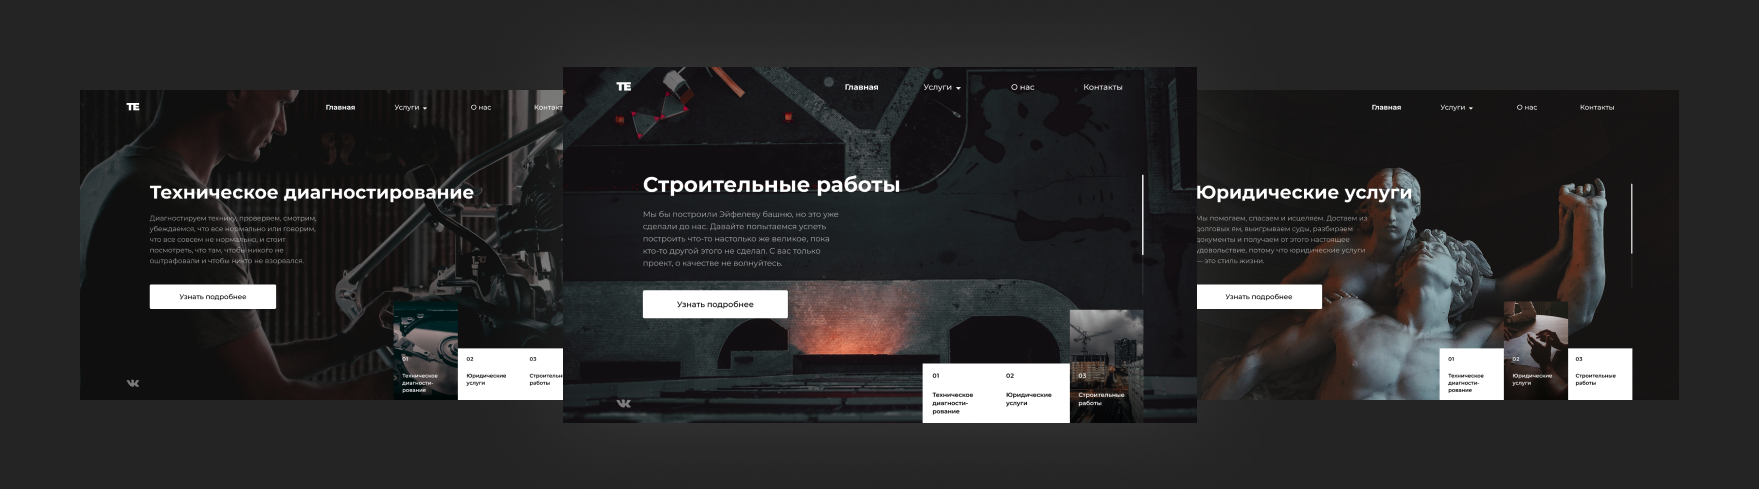 TE
Главная
Услуги
О нас
Контакт
Техническое диагностирование
Диагностируем технику, проверяем, смотрим,
убеждаемся, что все нормально или говорим,
что все совсем не нормально, и стоит
посмотреть, что там, чтобы никого не
оштрафовали и чтобы никто не взорвался.
Узнать подробнее
01
Техническое
диагности-
рование
02
Юридические
услуги
03
Строительн
работы
TE
Главная
Услуги
О нас
Контакты
Строительные работы
Мы бы построили Эйфелеву башню, но это уже
сделали до нас. Давайте попытаемся успеть
построить что-то настолько же великое, пока
кто-то другой этого не сделал. С вас только
проект, о качестве не волнуйтесь.
Узнать подробнее
01
Техническое
диагности-
рование
02
Юридические
услуги
03
Строительные
работы
Главная
Услуги
О нас
Контакты
Юридические услуги
Мы помогаем, спасаем и исцеляем. Достаем из
долговых ям, выигрываем суды, разбираем
документы и получаем от этого настоящее
удовольствие, потому что юридические услуги
— это стиль жизни.
Узнать подробнее
01
Техническое
диагности-
рование
02
Юридические
услуги
03
Строительные
работы